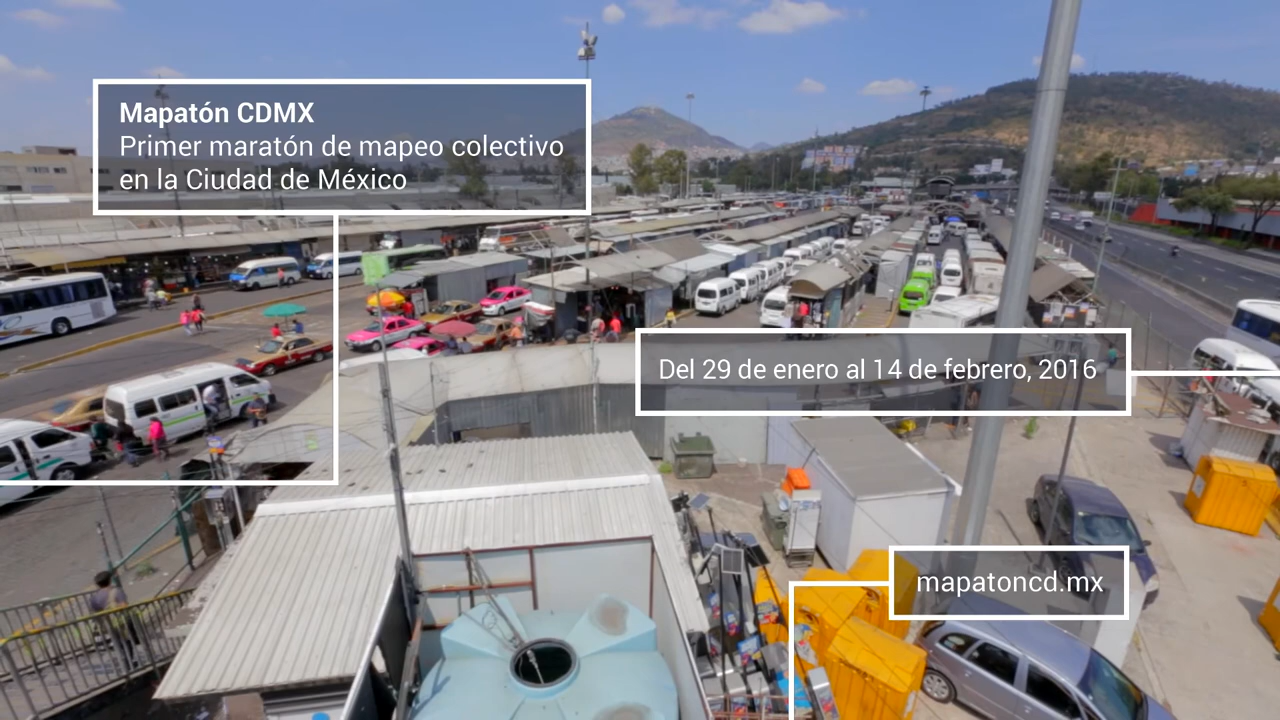 Mapatón CDMX
Primer maratón de mapeo colectivo
en la Ciudad de México
Del 29 de enero al 14 de febrero, 2016
mapatoncd.mx